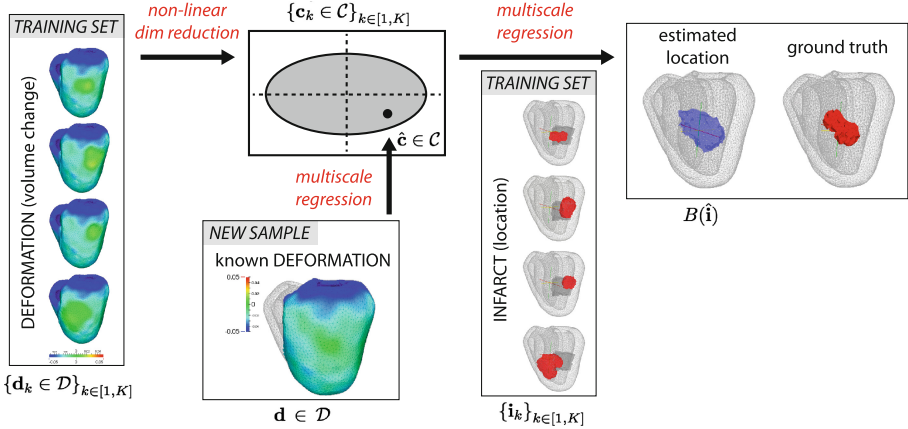 TRAINING SET
DEFORMATION (volume change)
{d_k ∈ 𝒟}_{k∈[1,K]}
non-linear
dim reduction
{c_k ∈ 𝒞}_{k∈[1,K]}
ĉ ∈ 𝒞
multiscale
regression
NEW SAMPLE
known DEFORMATION
0.05
0
-0.05
d ∈ 𝒟
multiscale
regression
TRAINING SET
INFARCT (location)
{i_k}_{k∈[1,K]}
estimated
location
ground truth
B(î)